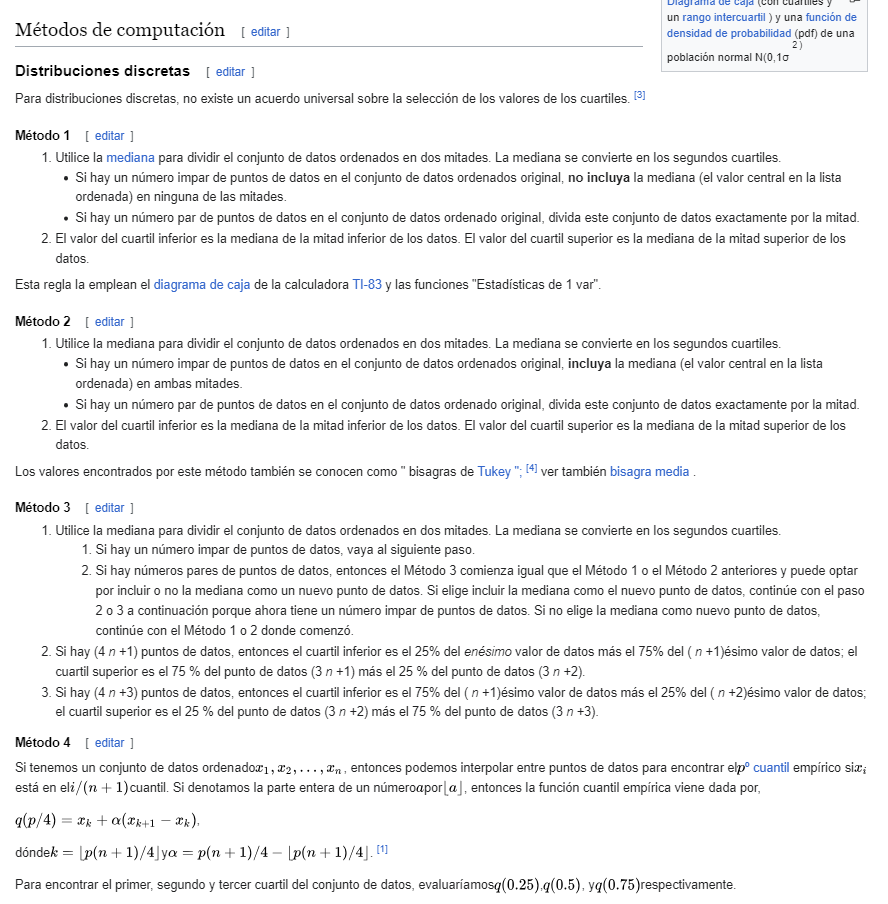 Diagrama de caja (con cuartiles y
un rango intercuartil ) y una función de
densidad de probabilidad (pdf) de una
población normal N(0,1σ 2 )
Métodos de computación [ editar ]
Distribuciones discretas [ editar ]
Para distribuciones discretas, no existe un acuerdo universal sobre la selección de los valores de los cuartiles. [3]
Método 1 [ editar ]
1. Utilice la mediana para dividir el conjunto de datos ordenados en dos mitades. La mediana se convierte en los segundos cuartiles.
• Si hay un número impar de puntos de datos en el conjunto de datos ordenados original, no incluya la mediana (el valor central en la lista
ordenada) en ninguna de las mitades.
• Si hay un número par de puntos de datos en el conjunto de datos ordenado original, divida este conjunto de datos exactamente por la mitad.
2. El valor del cuartil inferior es la mediana de la mitad inferior de los datos. El valor del cuartil superior es la mediana de la mitad superior de los
datos.
Esta regla la emplean el diagrama de caja de la calculadora TI-83 y las funciones "Estadísticas de 1 var".
Método 2 [ editar ]
1. Utilice la mediana para dividir el conjunto de datos ordenados en dos mitades. La mediana se convierte en los segundos cuartiles.
• Si hay un número impar de puntos de datos en el conjunto de datos ordenados original, incluya la mediana (el valor central en la lista
ordenada) en ambas mitades.
• Si hay un número par de puntos de datos en el conjunto de datos ordenado original, divida este conjunto de datos exactamente por la mitad.
2. El valor del cuartil inferior es la mediana de la mitad inferior de los datos. El valor del cuartil superior es la mediana de la mitad superior de los
datos.
Los valores encontrados por este método también se conocen como " bisagras de Tukey "; [4] ver también bisagra media .
Método 3 [ editar ]
1. Utilice la mediana para dividir el conjunto de datos ordenados en dos mitades. La mediana se convierte en los segundos cuartiles.
1. Si hay un número impar de puntos de datos, vaya al siguiente paso.
2. Si hay números pares de puntos de datos, entonces el Método 3 comienza igual que el Método 1 o el Método 2 anteriores y puede optar
por incluir o no la mediana como un nuevo punto de datos. Si elige incluir la mediana como el nuevo punto de datos, continúe con el paso
2 o 3 a continuación porque ahora tiene un número impar de puntos de datos. Si no elige la mediana como nuevo punto de datos,
continúe con el Método 1 o 2 donde comenzó.
2. Si hay (4 n +1) puntos de datos, entonces el cuartil inferior es el 25% del enésimo valor de datos más el 75% del ( n +1)ésimo valor de datos; el
cuartil superior es el 75 % del punto de datos (3 n +1) más el 25 % del punto de datos (3 n +2).
3. Si hay (4 n +3) puntos de datos, entonces el cuartil inferior es el 75% del ( n +1)ésimo valor de datos más el 25% del ( n +2)ésimo valor de datos;
el cuartil superior es el 25 % del punto de datos (3 n +2) más el 75 % del punto de datos (3 n +3).
Método 4 [ editar ]
Si tenemos un conjunto de datos ordenadox₁, x₂, . . . , xₙ, entonces podemos interpolar entre puntos de datos para encontrar elpº cuantil empírico sixᵢ
está en eli/(n + 1)cuantil. Si denotamos la parte entera de un númeroapor⌊a⌋, entonces la función cuantil empírica viene dada por,
q(p/4) = xₖ + α(xₖ₊₁ − xₖ),
dóndek = ⌊p(n + 1)/4⌋yα = p(n + 1)/4 − ⌊p(n + 1)/4⌋. [1]
Para encontrar el primer, segundo y tercer cuartil del conjunto de datos, evaluaríamosq(0.25),q(0.5), yq(0.75)respectivamente.